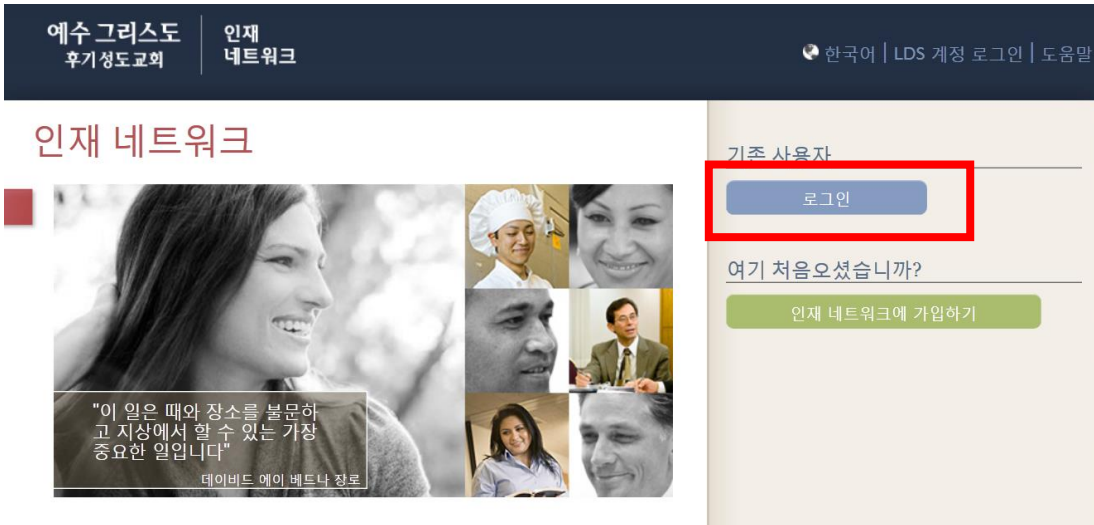 예수 그리스도
후기 성도 교회
인재
네트워크
한국어 | LDS 계정 로그인 | 도움말
인재 네트워크
기존 사용자
로그인
여기 처음오셨습니까?
인재 네트워크에 가입하기
"이 일은 때와 장소를 불문하
고 지상에서 할 수 있는 가장
중요한 일입니다"
데이비드 에이 베드나 장로